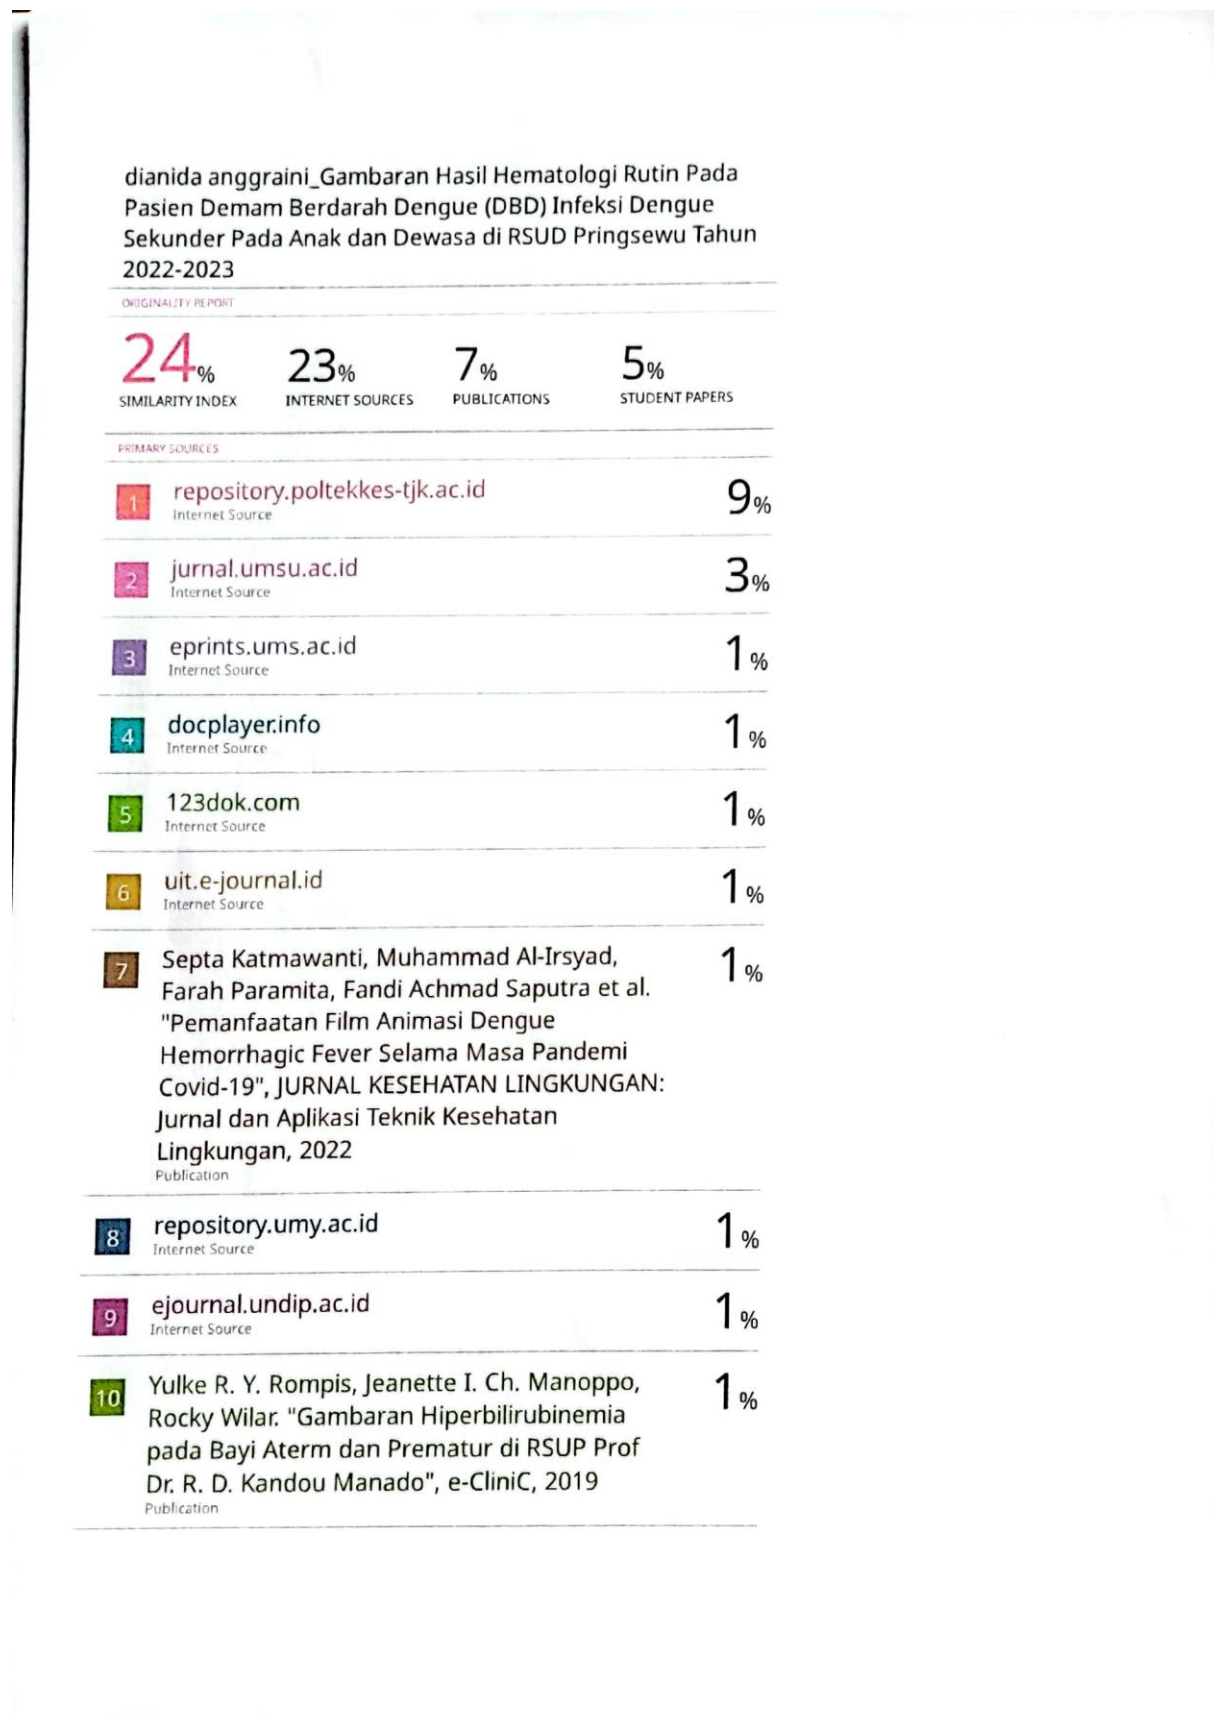 dianida anggraini_Gambaran Hasil Hematologi Rutin Pada
Pasien Demam Berdarah Dengue (DBD) Infeksi Dengue
Sekunder Pada Anak dan Dewasa di RSUD Pringsewu Tahun
2022-2023
ORIGINALITY REPORT
24% 23% 7% 5%
SIMILARITY INDEX INTERNET SOURCES PUBLICATIONS STUDENT PAPERS
PRIMARY SOURCES
1 repository.poltekkes-tjk.ac.id 9%
Internet Source
2 jurnal.umsu.ac.id 3%
Internet Source
3 eprints.ums.ac.id 1%
Internet Source
4 docplayer.info 1%
Internet Source
5 123dok.com 1%
Internet Source
6 uit.e-journal.id 1%
Internet Source
7 Septa Katmawanti, Muhammad Al-Irsyad, 1%
Farah Paramita, Fandi Achmad Saputra et al.
"Pemanfaatan Film Animasi Dengue
Hemorrhagic Fever Selama Masa Pandemi
Covid-19", JURNAL KESEHATAN LINGKUNGAN:
Jurnal dan Aplikasi Teknik Kesehatan
Lingkungan, 2022
Publication
8 repository.umy.ac.id 1%
Internet Source
9 ejournal.undip.ac.id 1%
Internet Source
10 Yulke R. Y. Rompis, Jeanette I. Ch. Manoppo, 1%
Rocky Wilar. "Gambaran Hiperbilirubinemia
pada Bayi Aterm dan Prematur di RSUP Prof
Dr. R. D. Kandou Manado", e-CliniC, 2019
Publication